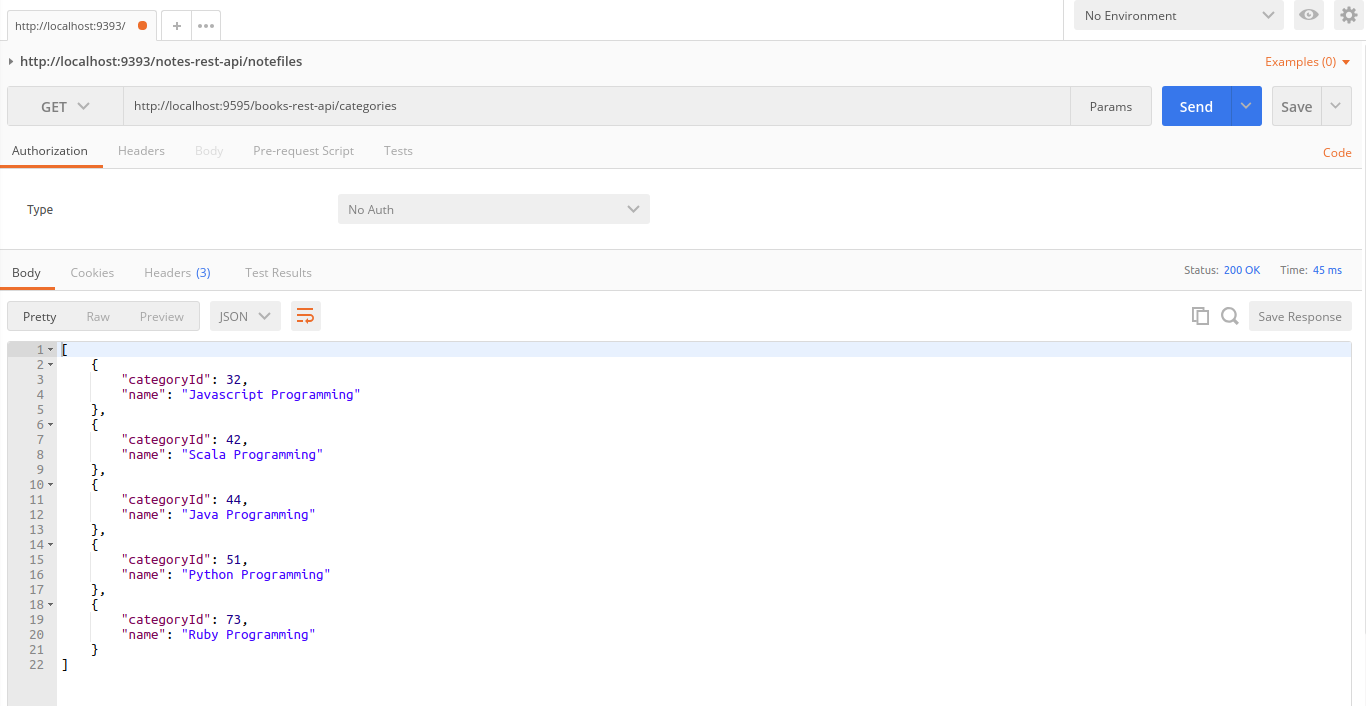 http://localhost:9393/ + ••• No Environment
http://localhost:9393/notes-rest-api/notefiles Examples (0)
GET http://localhost:9595/books-rest-api/categories Params Send Save
Authorization Headers Body Pre-request Script Tests Code
Type No Auth
Body Cookies Headers (3) Test Results Status: 200 OK Time: 45 ms
Pretty Raw Preview JSON Save Response
1 [
2 {
3 "categoryId": 32,
4 "name": "Javascript Programming"
5 },
6 {
7 "categoryId": 42,
8 "name": "Scala Programming"
9 },
10 {
11 "categoryId": 44,
12 "name": "Java Programming"
13 },
14 {
15 "categoryId": 51,
16 "name": "Python Programming"
17 },
18 {
19 "categoryId": 73,
20 "name": "Ruby Programming"
21 }
22 ]